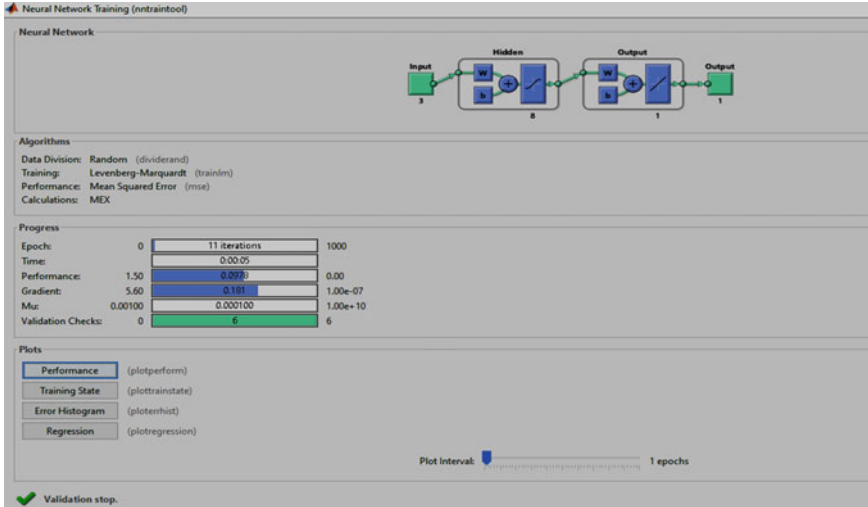 Neural Network Training (nntraintool)
Neural Network
Hidden Output
Input Output
W W
b b
3 8 1 1
Algorithms
Data Division: Random (dividerand)
Training: Levenberg-Marquardt (trainlm)
Performance: Mean Squared Error (mse)
Calculations: MEX
Progress
Epoch: 0 11 iterations 1000
Time: 0:00:05
Performance: 1.50 0.0978 0.00
Gradient: 5.60 0.181 1.00e-07
Mu: 0.00100 0.000100 1.00e+10
Validation Checks: 0 6 6
Plots
Performance (plotperform)
Training State (plottrainstate)
Error Histogram (ploterrhist)
Regression (plotregression)
Plot Interval: 1 epochs
Validation stop.